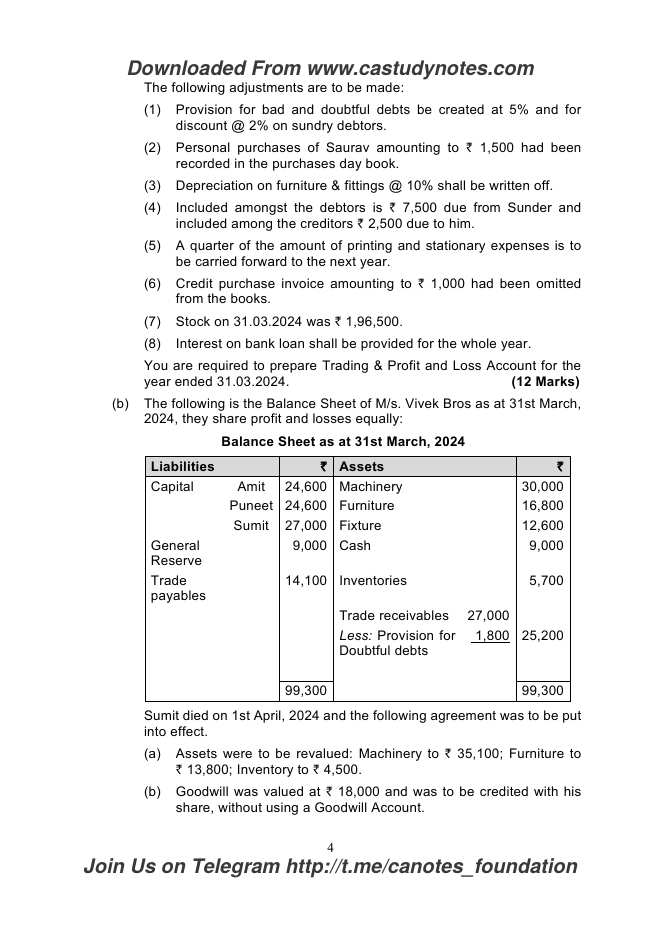 Downloaded From www.castudynotes.com
The following adjustments are to be made:
(1) Provision for bad and doubtful debts be created at 5% and for
discount @ 2% on sundry debtors.
(2) Personal purchases of Saurav amounting to ₹ 1,500 had been
recorded in the purchases day book.
(3) Depreciation on furniture & fittings @ 10% shall be written off.
(4) Included amongst the debtors is ₹ 7,500 due from Sunder and
included among the creditors ₹ 2,500 due to him.
(5) A quarter of the amount of printing and stationary expenses is to
be carried forward to the next year.
(6) Credit purchase invoice amounting to ₹ 1,000 had been omitted
from the books.
(7) Stock on 31.03.2024 was ₹ 1,96,500.
(8) Interest on bank loan shall be provided for the whole year.
You are required to prepare Trading & Profit and Loss Account for the
year ended 31.03.2024. (12 Marks)
(b) The following is the Balance Sheet of M/s. Vivek Bros as at 31st March,
2024, they share profit and losses equally:
Balance Sheet as at 31st March, 2024
Liabilities ₹ Assets ₹
Capital Amit 24,600 Machinery 30,000
Puneet 24,600 Furniture 16,800
Sumit 27,000 Fixture 12,600
General 9,000 Cash 9,000
Reserve
Trade 14,100 Inventories 5,700
payables
Trade receivables 27,000
Less: Provision for 1,800 25,200
Doubtful debts
99,300 99,300
Sumit died on 1st April, 2024 and the following agreement was to be put
into effect.
(a) Assets were to be revalued: Machinery to ₹ 35,100; Furniture to
₹ 13,800; Inventory to ₹ 4,500.
(b) Goodwill was valued at ₹ 18,000 and was to be credited with his
share, without using a Goodwill Account.
4
Join Us on Telegram http://t.me/canotes_foundation